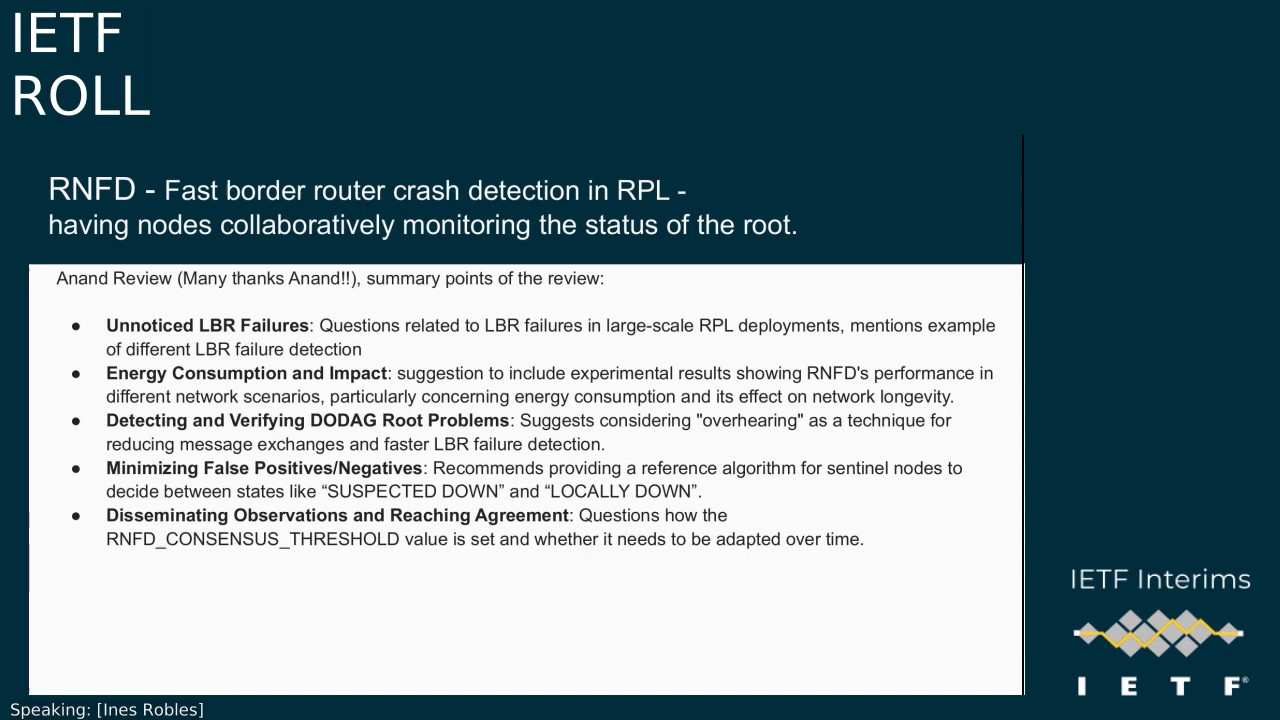 IETF
ROLL
RNFD - Fast border router crash detection in RPL -
having nodes collaboratively monitoring the status of the root.
Anand Review (Many thanks Anand!!), summary points of the review:
● Unnoticed LBR Failures: Questions related to LBR failures in large-scale RPL deployments, mentions example
of different LBR failure detection
● Energy Consumption and Impact: suggestion to include experimental results showing RNFD's performance in
different network scenarios, particularly concerning energy consumption and its effect on network longevity.
● Detecting and Verifying DODAG Root Problems: Suggests considering "overhearing" as a technique for
reducing message exchanges and faster LBR failure detection.
● Minimizing False Positives/Negatives: Recommends providing a reference algorithm for sentinel nodes to
decide between states like “SUSPECTED DOWN” and “LOCALLY DOWN”.
● Disseminating Observations and Reaching Agreement: Questions how the
RNFD_CONSENSUS_THRESHOLD value is set and whether it needs to be adapted over time.
IETF Interims
I E T F®
Speaking: [Ines Robles]